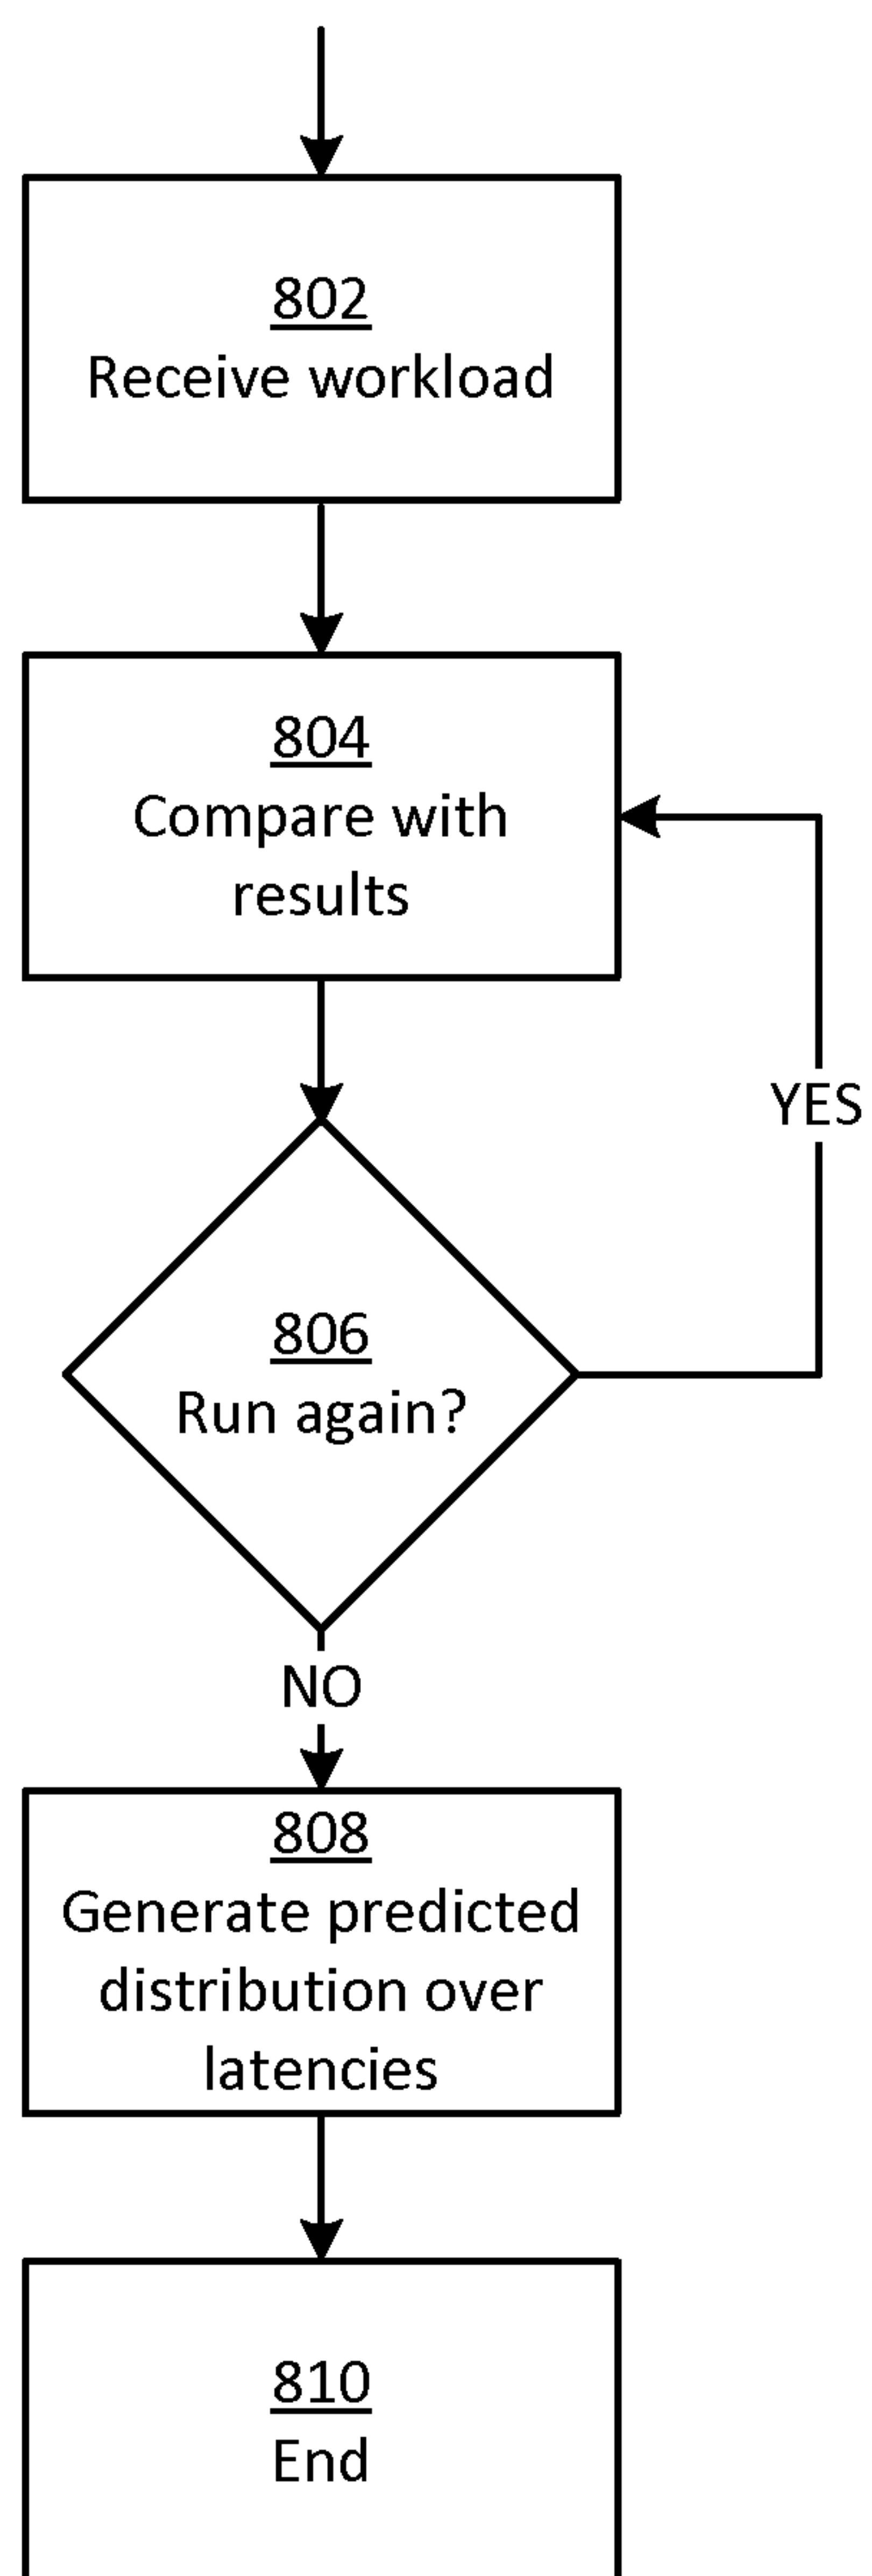 802
Receive workload
804
Compare with
results
YES
806
Run again?
NO
808
Generate predicted
distribution over
latencies
810
End